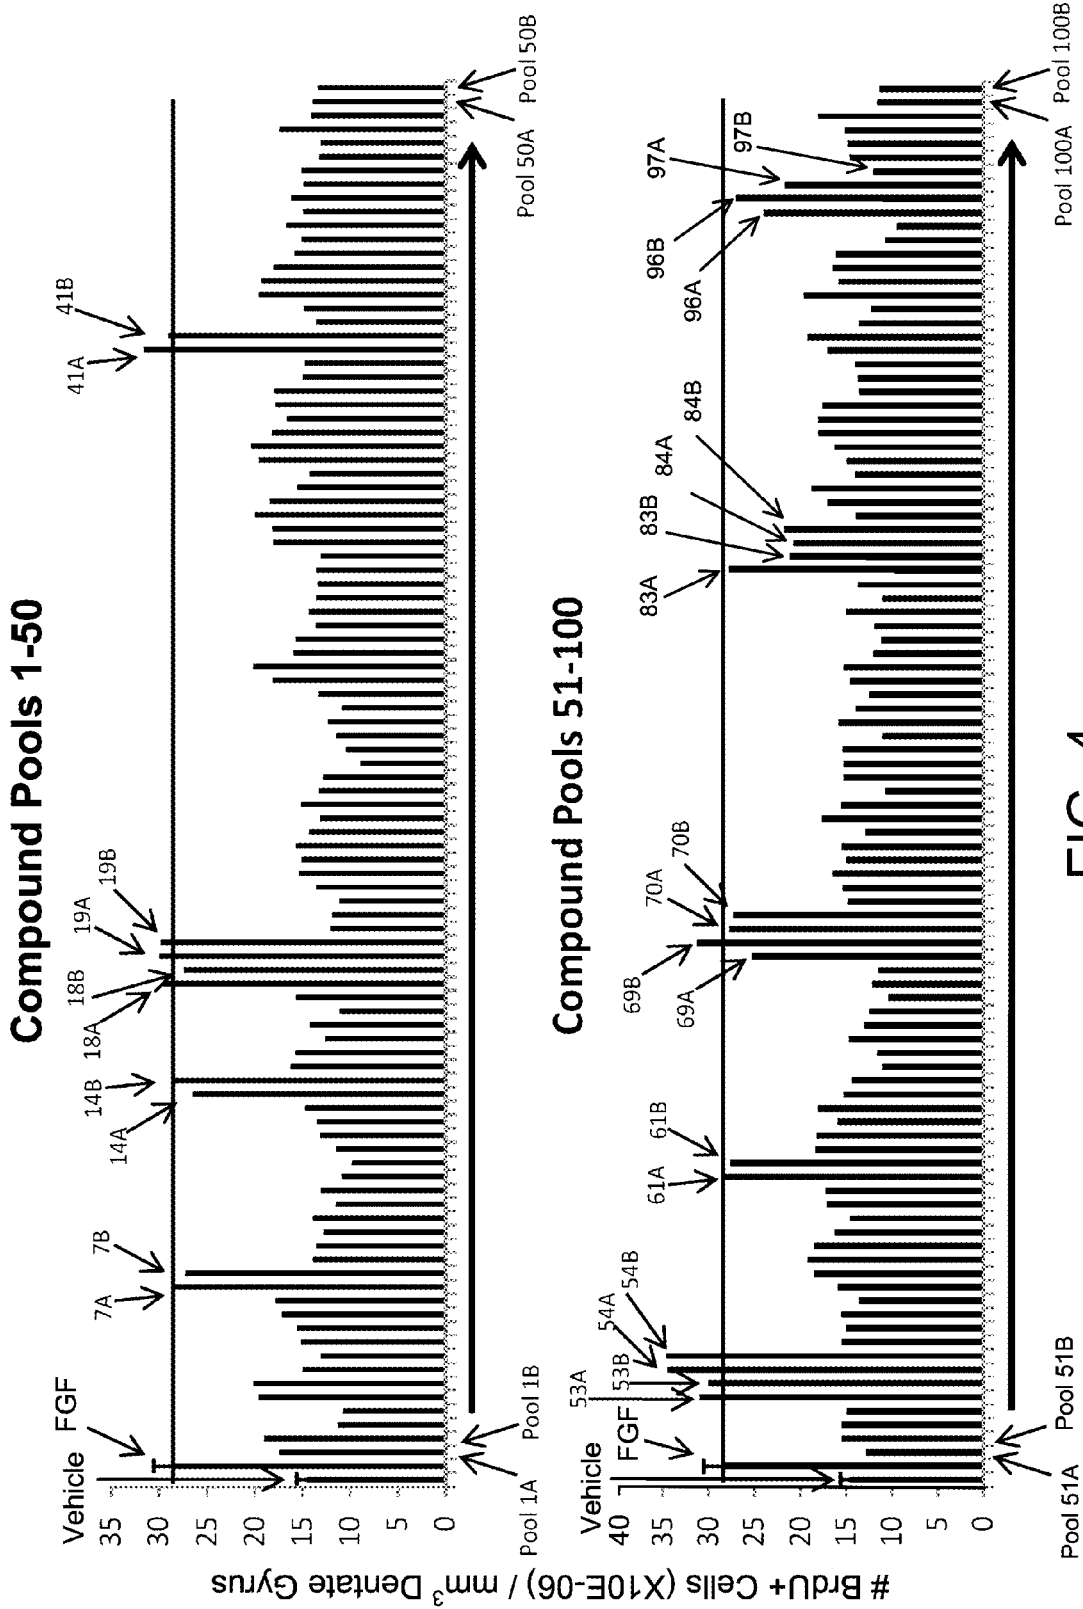 Compound Pools 1-50
Vehicle
FGF
7A
7B
14A
14B
18A
18B
19A
19B
41A
41B
35
30
25
20
15
10
5
0
Pool 1A
Pool 1B
Pool 50A
Pool 50B
# BrdU+ Cells (X10E-06) / mm³ Dentate Gyrus
Compound Pools 51-100
Vehicle
FGF
53A
53B
54A
54B
61A
61B
69A
69B
70A
70B
83A
83B
84A
84B
96A
96B
97A
97B
40
35
30
25
20
15
10
5
0
Pool 51A
Pool 51B
Pool 100A
Pool 100B